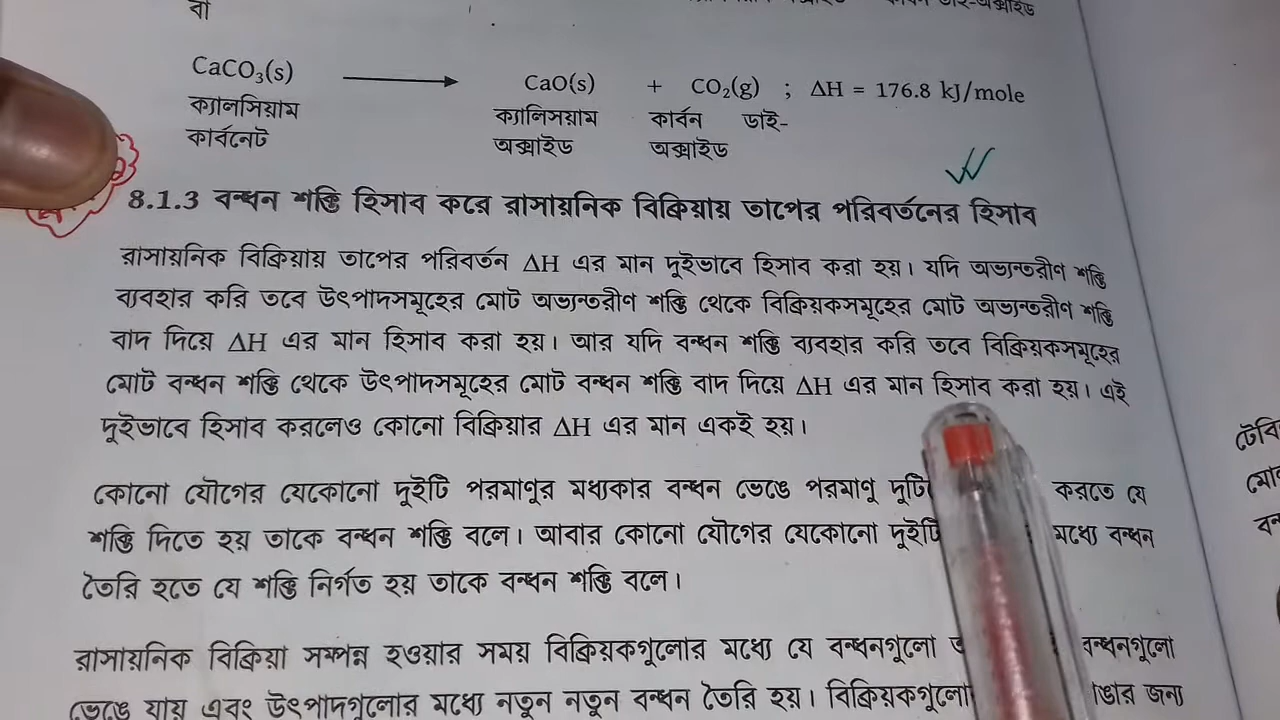 বা
CaCO₃(s) ⟶ CaO(s) + CO₂(g) ; ΔH = 176.8 kJ/mole
ক্যালসিয়াম ক্যালিসয়াম কার্বন ডাই-
কার্বনেট অক্সাইড অক্সাইড
8.1.3 বন্ধন শক্তি হিসাব করে রাসায়নিক বিক্রিয়ায় তাপের পরিবর্তনের হিসাব
রাসায়নিক বিক্রিয়ায় তাপের পরিবর্তন ΔH এর মান দুইভাবে হিসাব করা হয়। যদি অভ্যন্তরীণ শক্তি
ব্যবহার করি তবে উৎপাদসমূহের মোট অভ্যন্তরীণ শক্তি থেকে বিক্রিয়কসমূহের মোট অভ্যন্তরীণ শক্তি
বাদ দিয়ে ΔH এর মান হিসাব করা হয়। আর যদি বন্ধন শক্তি ব্যবহার করি তবে বিক্রিয়কসমূহের
মোট বন্ধন শক্তি থেকে উৎপাদসমূহের মোট বন্ধন শক্তি বাদ দিয়ে ΔH এর মান হিসাব করা হয়। এই
দুইভাবে হিসাব করলেও কোনো বিক্রিয়ার ΔH এর মান একই হয়।
কোনো যৌগের যেকোনো দুইটি পরমাণুর মধ্যকার বন্ধন ভেঙে পরমাণু করতে যে
শক্তি দিতে হয় তাকে বন্ধন শক্তি বলে। আবার কোনো যৌগের যেকোনো দুইটি মধ্যে বন্ধন
তৈরি হতে যে শক্তি নির্গত হয় তাকে বন্ধন শক্তি বলে।
রাসায়নিক বিক্রিয়া সম্পন্ন হওয়ার সময় বিক্রিয়কগুলোর মধ্যে যে বন্ধনগুলো বন্ধনগুলো
ভেঙে যায় এবং উৎপাদগুলোর মধ্যে নতুন নতুন বন্ধন তৈরি হয়। জন্য